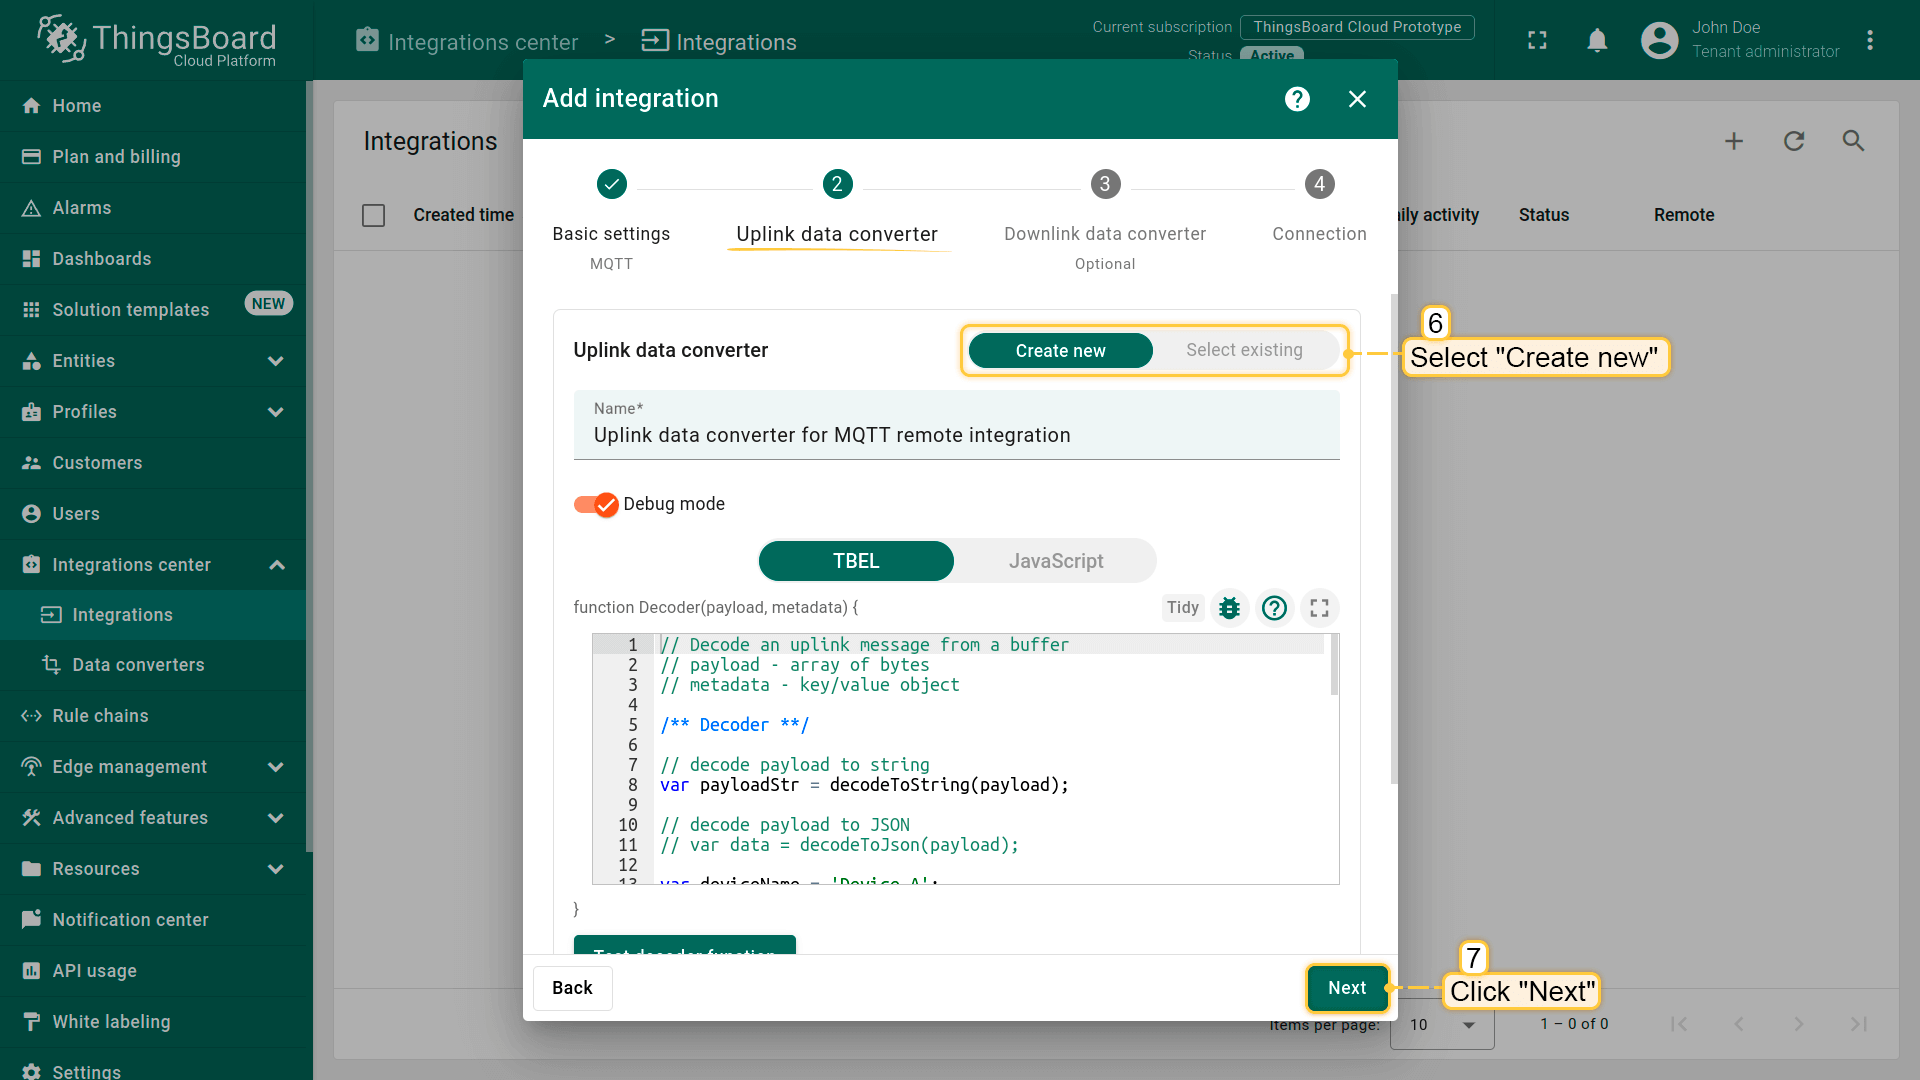 ThingsBoard
Cloud Platform
Integrations center > Integrations
Current subscription ThingsBoard Cloud Prototype
Status Active
John Doe
Tenant administrator
Home
Plan and billing
Alarms
Dashboards
Solution templates NEW
Entities
Profiles
Customers
Users
Integrations center
Integrations
Data converters
Rule chains
Edge management
Advanced features
Resources
Notification center
API usage
White labeling
Settings
Integrations
Created time
ily activity Status Remote
Add integration
2 3 4
Basic settings Uplink data converter Downlink data converter Connection
MQTT Optional
Uplink data converter Create new Select existing
6
Select "Create new"
Name*
Uplink data converter for MQTT remote integration
Debug mode
TBEL JavaScript
function Decoder(payload, metadata) { Tidy
1 // Decode an uplink message from a buffer
2 // payload - array of bytes
3 // metadata - key/value object
4
5 /** Decoder **/
6
7 // decode payload to string
8 var payloadStr = decodeToString(payload);
9
10 // decode payload to JSON
11 // var data = decodeToJson(payload);
12
13 var deviceName = 'Device A';
}
Test decoder function
Back Next
7
Click "Next"
Items per page: 10 1 – 0 of 0